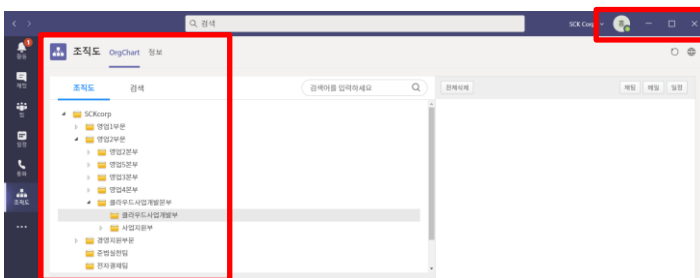 검색
SCK Corp
1
활동
채팅
팀
일정
통화
조직도
조직도 OrgChart 정보
조직도 검색
검색어를 입력하세요
전체삭제
채팅 메일 일정
SCKcorp
영업1부문
영업2부문
영업2본부
영업5본부
영업3본부
영업4본부
클라우드사업개발본부
클라우드사업개발부
사업지원부
경영지원부문
준법실천팀
전자결재팀